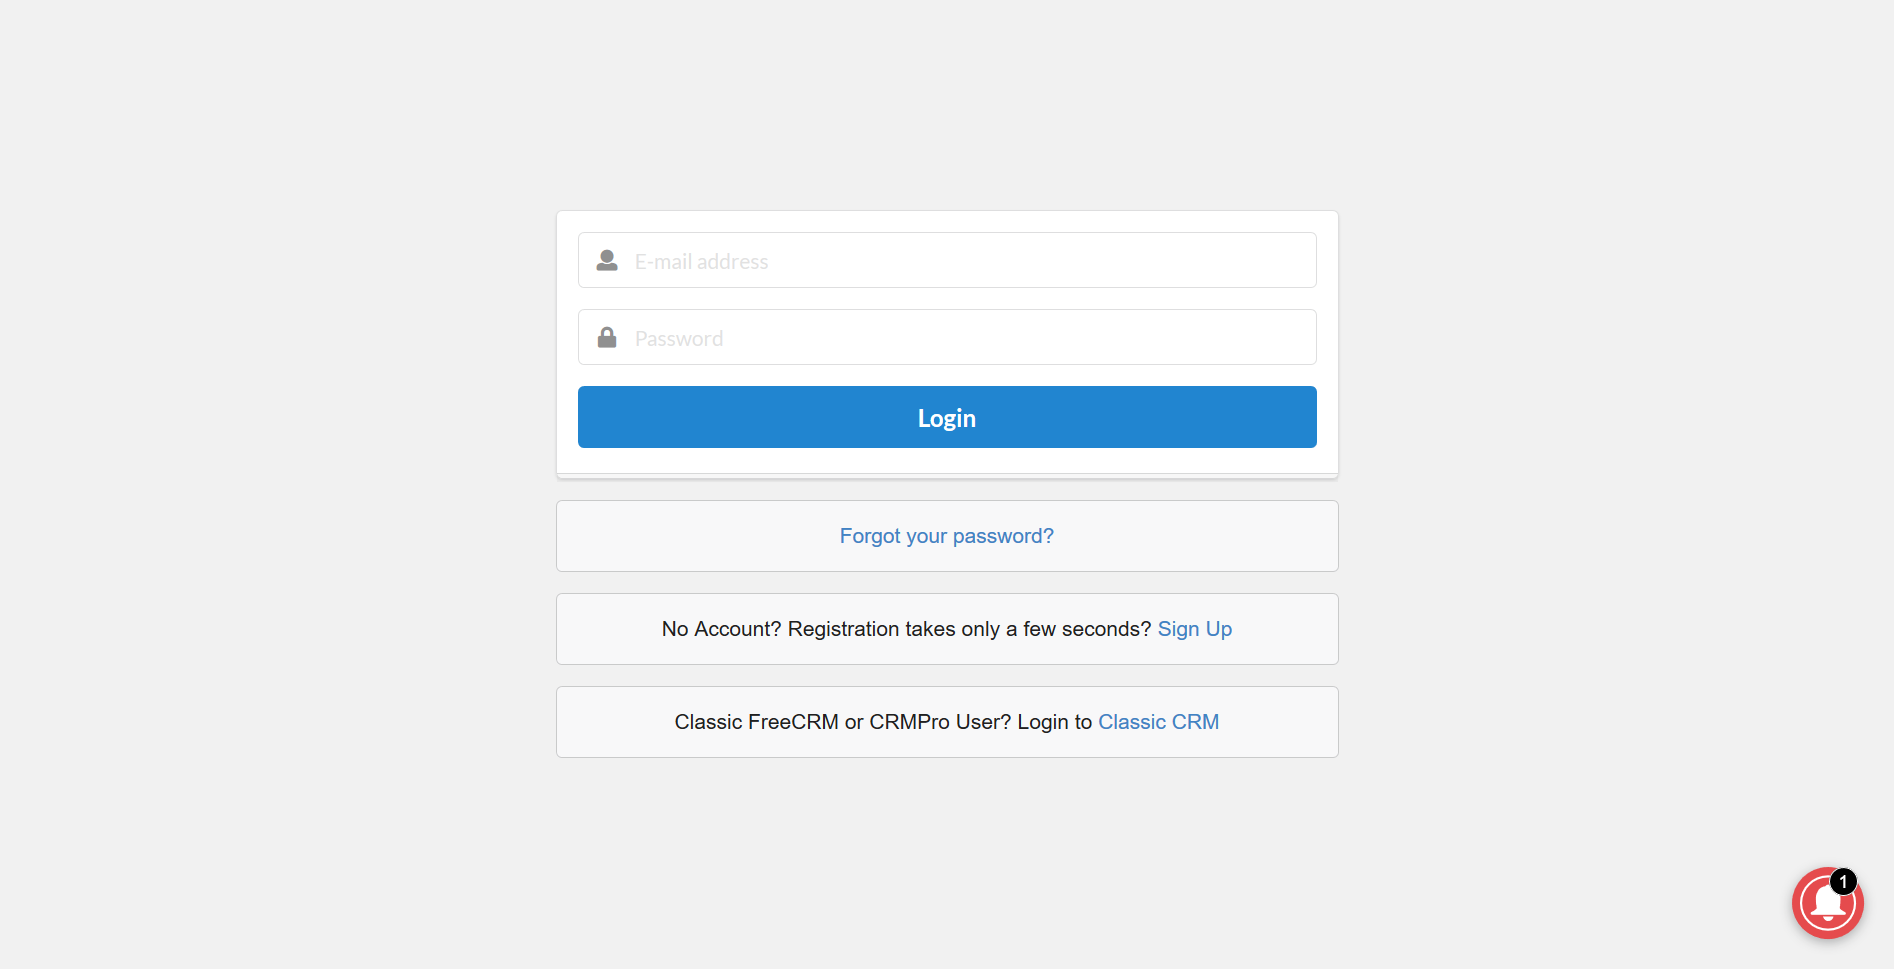 E-mail address
Password
Login
Forgot your password?
No Account? Registration takes only a few seconds? Sign Up
Classic FreeCRM or CRMPro User? Login to Classic CRM
1